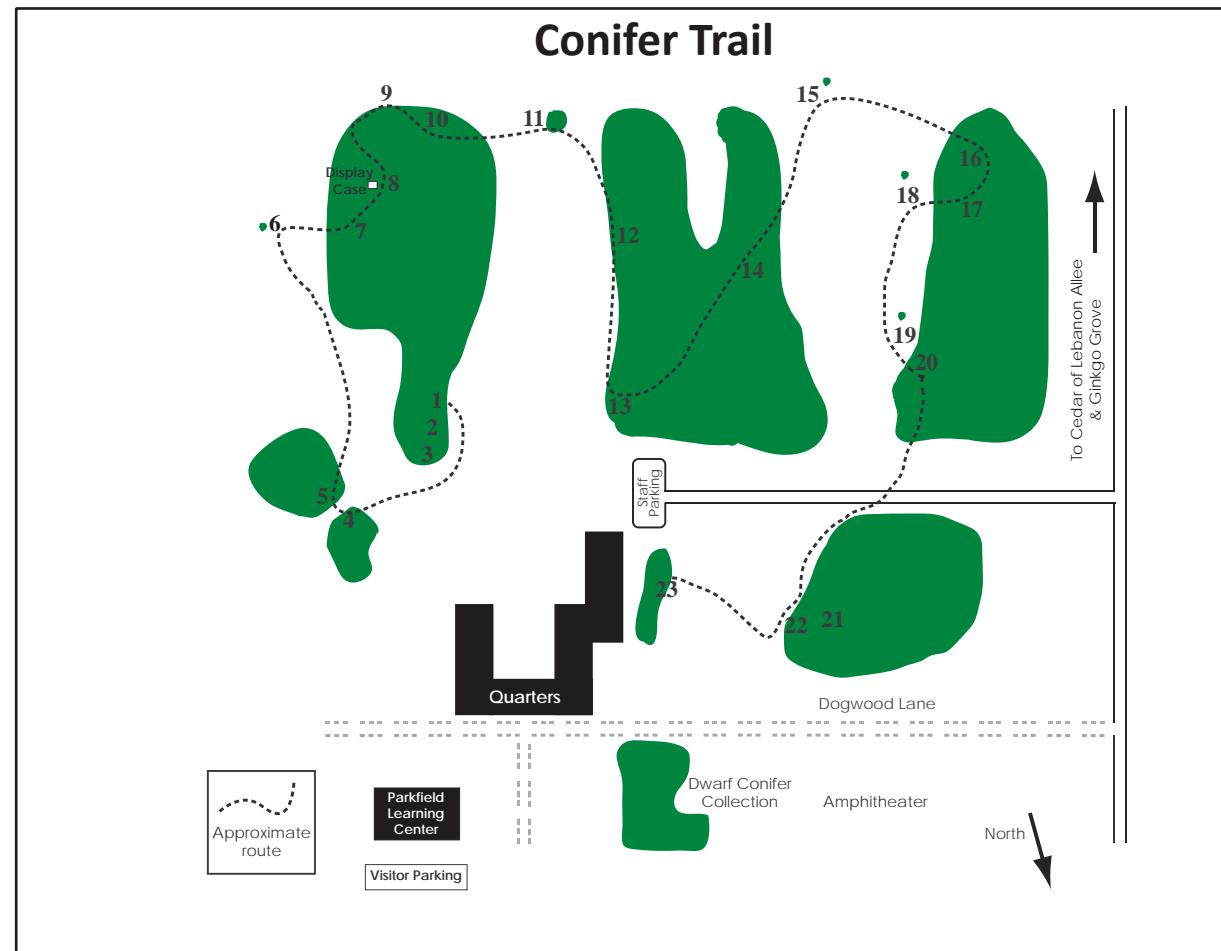 Conifer Trail
9
15
10
11
16
Display
Case
8
18
17
6
7
12
14
19
20
1
13
2
3
To Cedar of Lebanon Allee
& Ginkgo Grove
5
4
Staff
Parking
23
22
21
Quarters
Dogwood Lane
Dwarf Conifer
Collection
Amphitheater
Parkfield
Learning
Center
Approximate
route
North
Visitor Parking